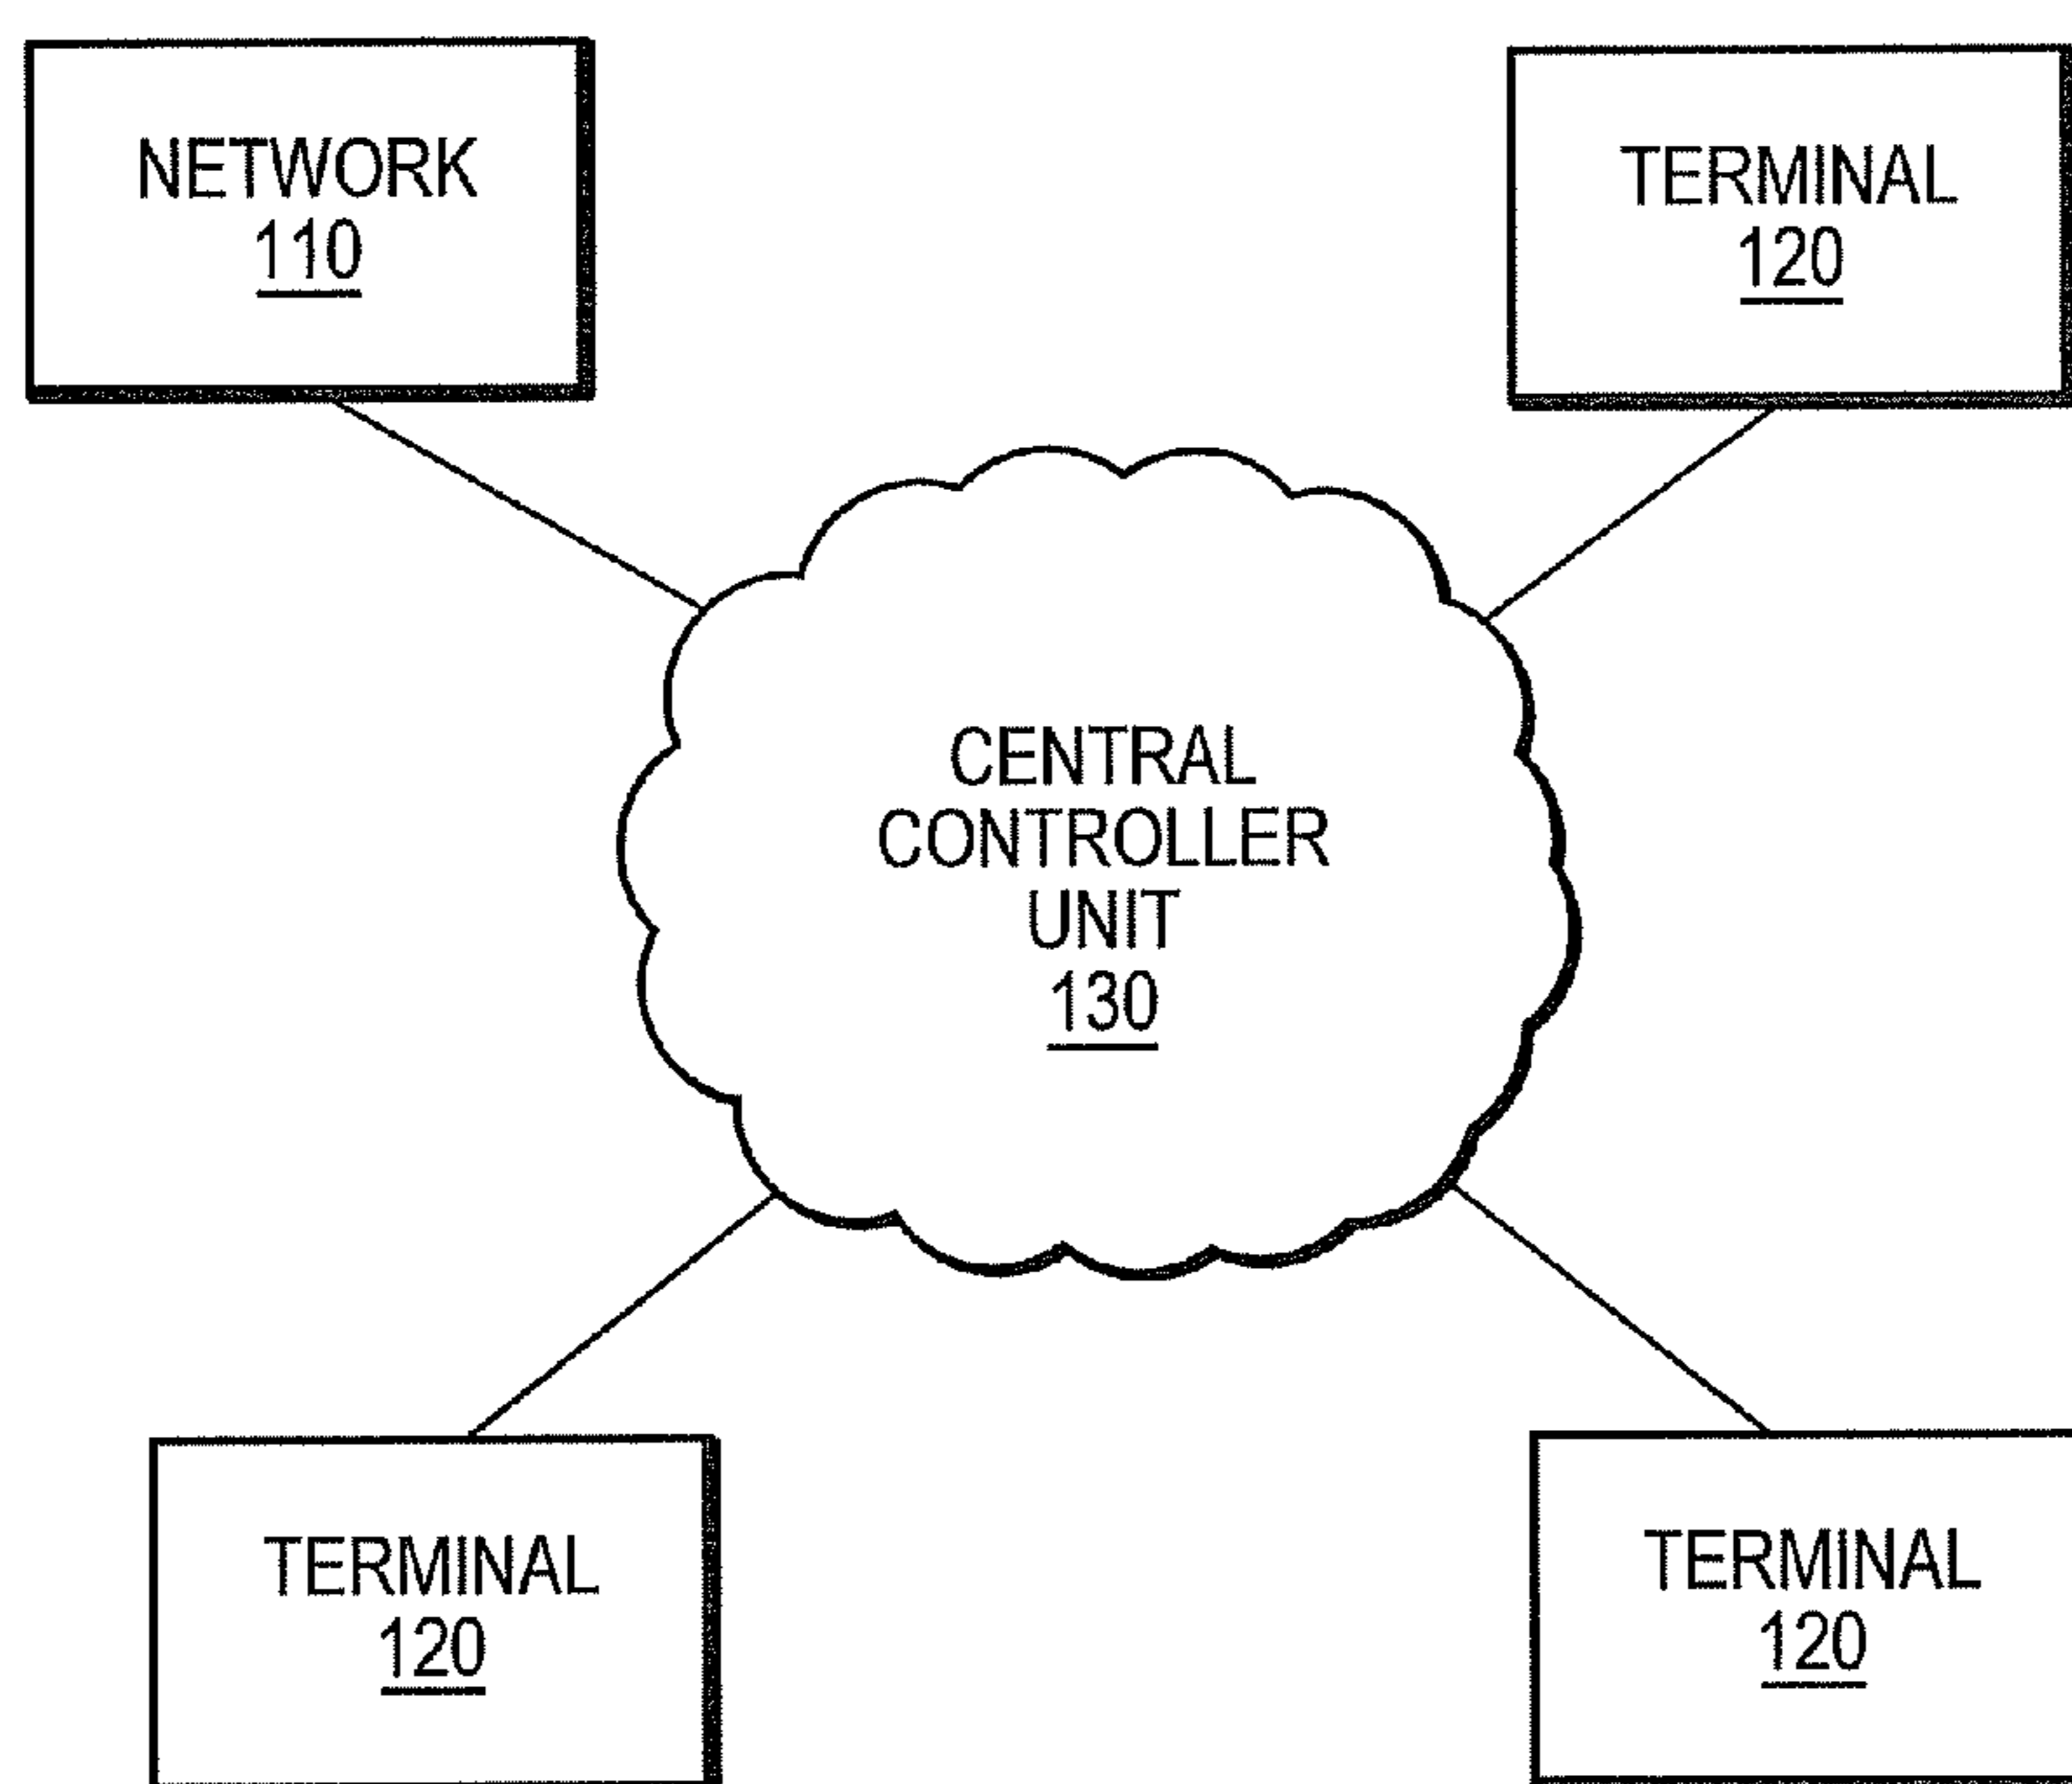 NETWORK
110
TERMINAL
120
CENTRAL
CONTROLLER
UNIT
130
TERMINAL
120
TERMINAL
120